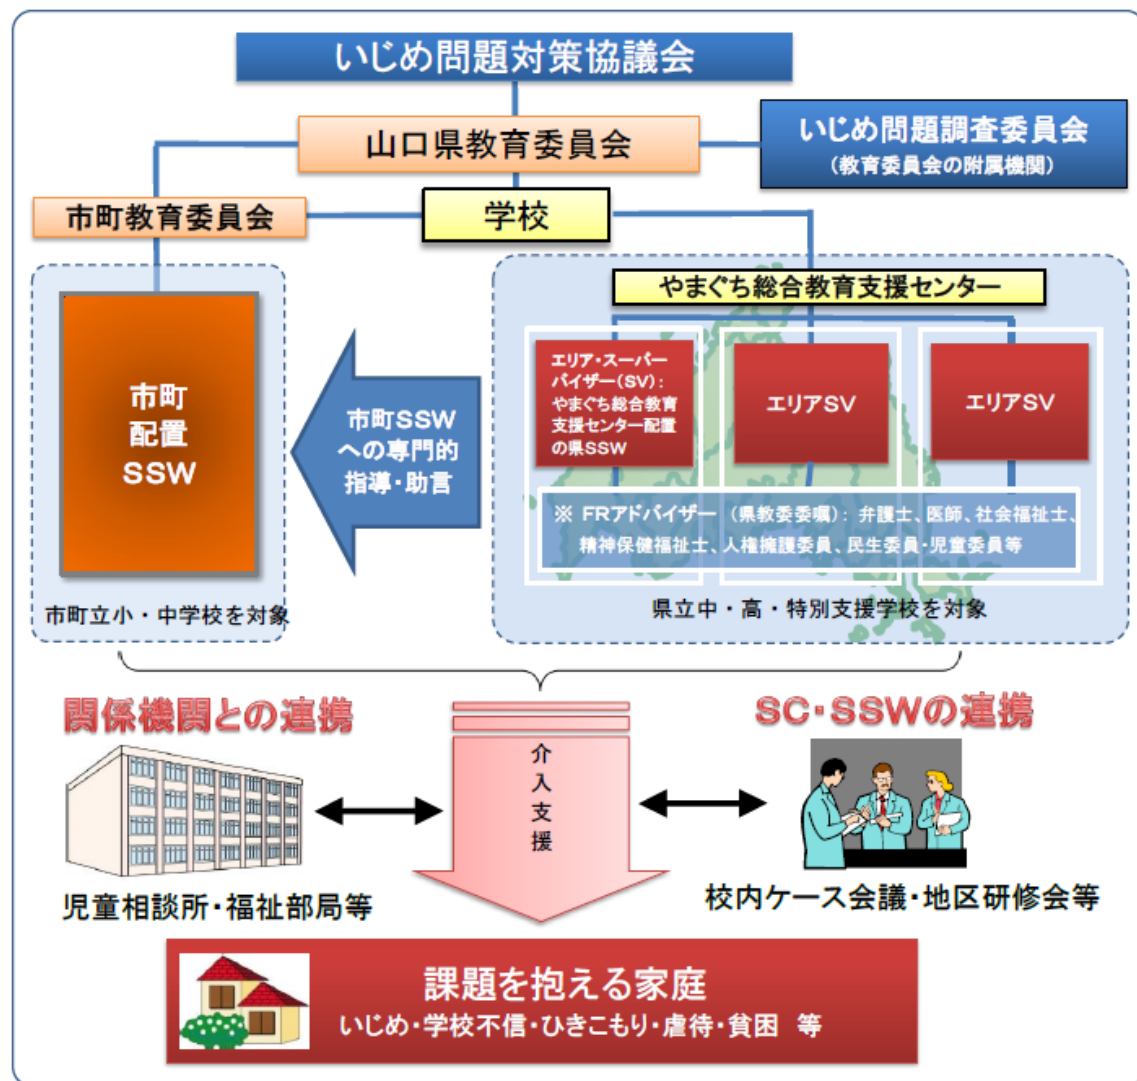 いじめ問題対策協議会
山口県教育委員会
いじめ問題調査委員会
（教育委員会の附属機関）
市町教育委員会
学校
やまぐち総合教育支援センター
市町
配置
SSW
市町SSW
への専門的
指導・助言
エリア・スーパー
バイザー（SV）：
やまぐち総合教育
支援センター配置
の県SSW
エリアSV
エリアSV
※ FRアドバイザー （県教委委嘱）： 弁護士、医師、社会福祉士、
精神保健福祉士、人権擁護委員、民生委員・児童委員等
市町立小・中学校を対象
県立中・高・特別支援学校を対象
関係機関との連携
SC・SSWの連携
介入支援
児童相談所・福祉部局等
校内ケース会議・地区研修会等
課題を抱える家庭
いじめ・学校不信・ひきこもり・虐待・貧困 等